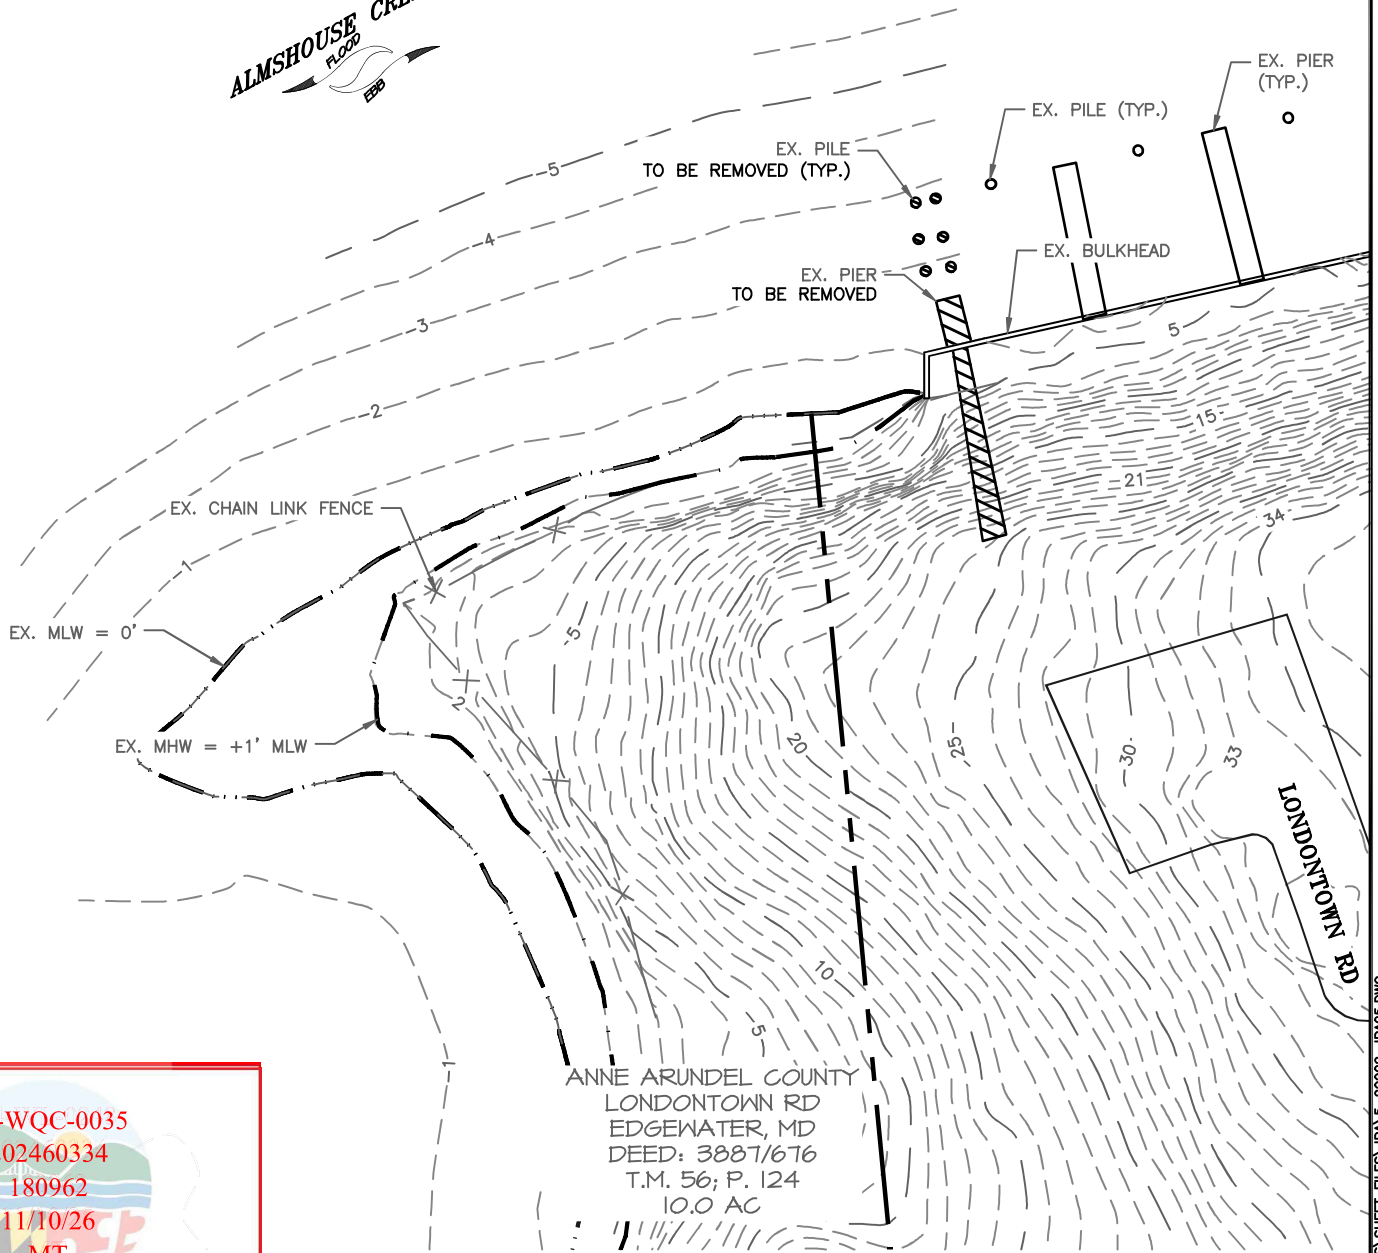 ALMSHOUSE
FLOOD
EBB
EX. PIER
(TYP.)
EX. PILE (TYP.)
EX. PILE
TO BE REMOVED (TYP.)
EX. BULKHEAD
EX. PIER
TO BE REMOVED
-5
-4
-3
-2
-1
5
15
21
34
EX. CHAIN LINK FENCE
EX. MLW = 0'
EX. MHW = +1' MLW
5
2
20
25
30
33
LONDONTOWN RD
10
5
-1
ANNE ARUNDEL COUNTY
LONDONTOWN RD
EDGEWATER, MD
DEED: 3887/676
T.M. 56; P. 124
10.0 AC
-WQC-0035
02460334
180962
11/10/26
MT